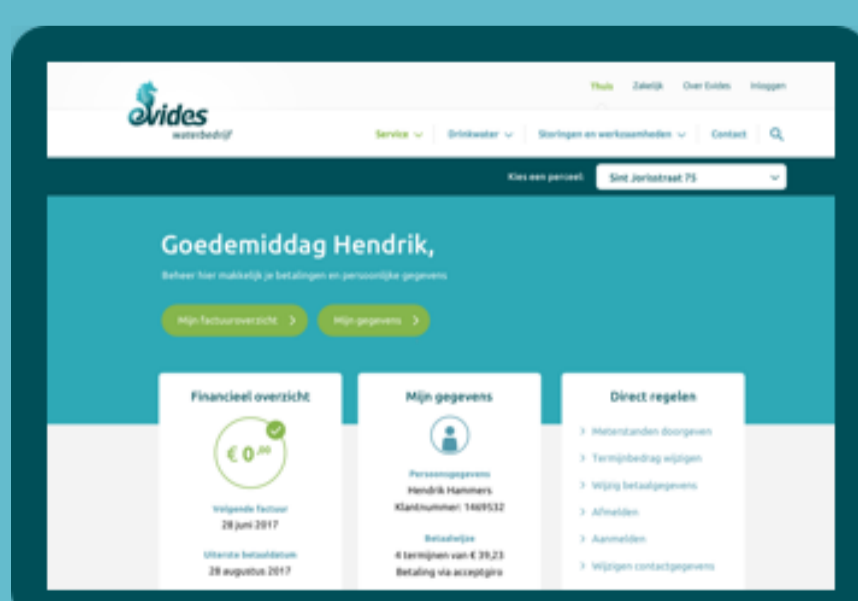 Thuis Zakelijk Over Evides Inloggen
evides
waterbedrijf
Service Drinkwater Storingen en werkzaamheden Contact
Kies een perceel: Sint Jorisstraat 75
Goedemiddag Hendrik,
Beheer hier makkelijk je betalingen en persoonlijke gegevens
Mijn factuuroverzicht Mijn gegevens
Financieel overzicht
€ 0,00
Volgende factuur
28 juni 2017
Uiterste betaaldatum
28 augustus 2017
Mijn gegevens
Persoonsgegevens
Hendrik Hammers
Klantnummer: 1469532
Betaalwijze
4 termijnen van € 39,23
Betaling via acceptgiro
Direct regelen
Meterstanden doorgeven
Termijnbedrag wijzigen
Wijzig betaalgegevens
Afmelden
Aanmelden
Wijzigen contactgegevens